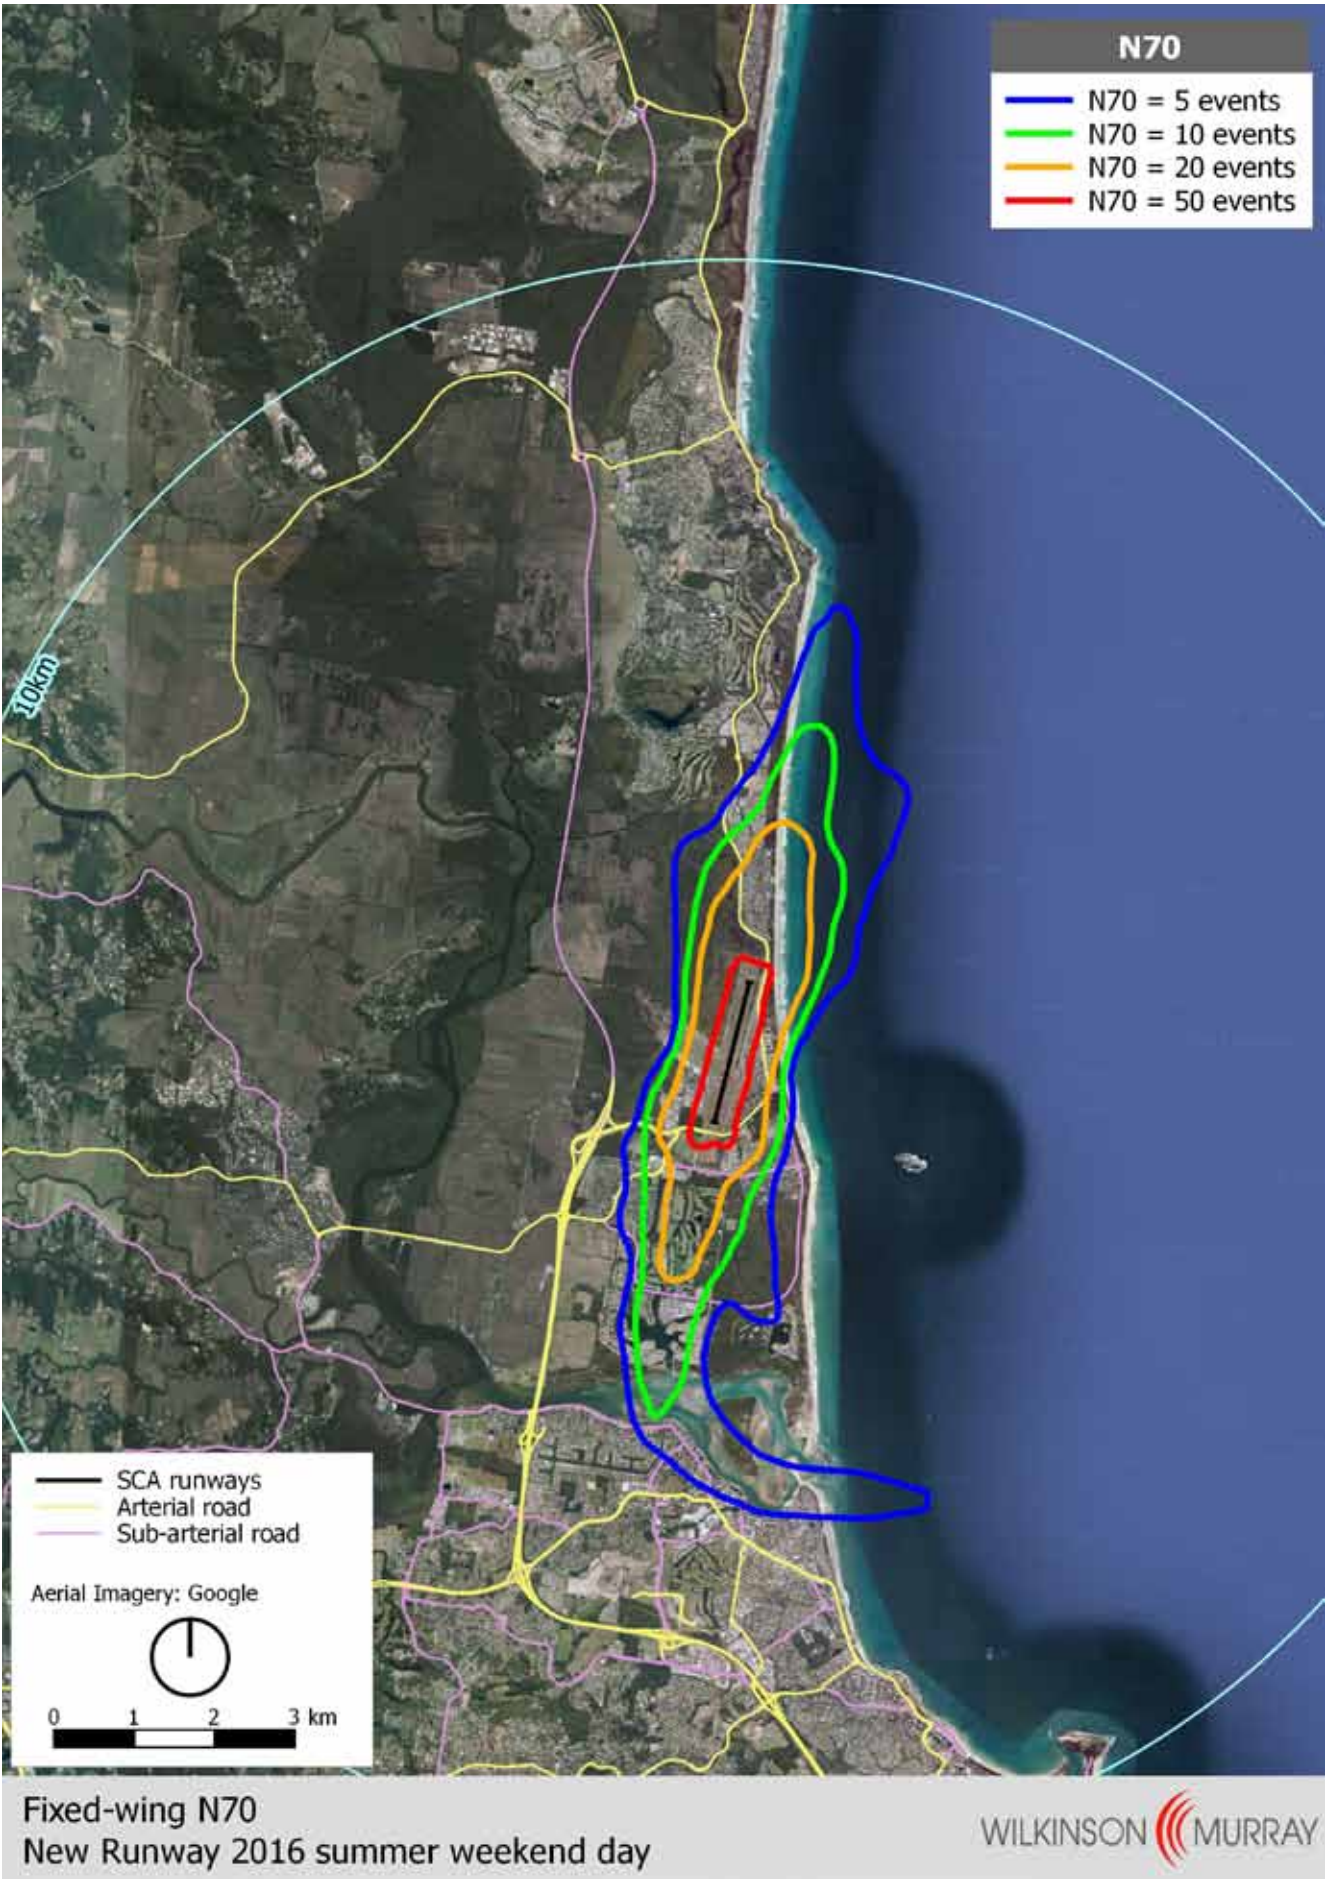 N70
N70 = 5 events
N70 = 10 events
N70 = 20 events
N70 = 50 events
10km
SCA runways
Arterial road
Sub-arterial road
Aerial Imagery: Google
0 1 2 3 km
Fixed-wing N70
New Runway 2016 summer weekend day
WILKINSON MURRAY